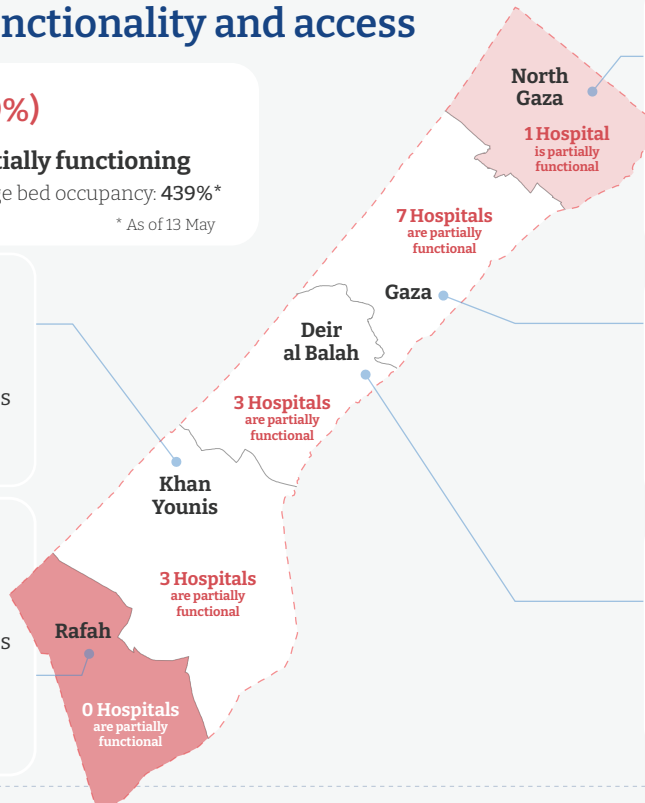 nctionality and access
%)
tially functioning
ge bed occupancy: 439%*
* As of 13 May
North
Gaza
1 Hospital
is partially
functional
7 Hospitals
are partially
functional
Gaza
Deir
al Balah
3 Hospitals
are partially
functional
s
Khan
Younis
3 Hospitals
are partially
functional
Rafah
s
0 Hospitals
are partially
functional